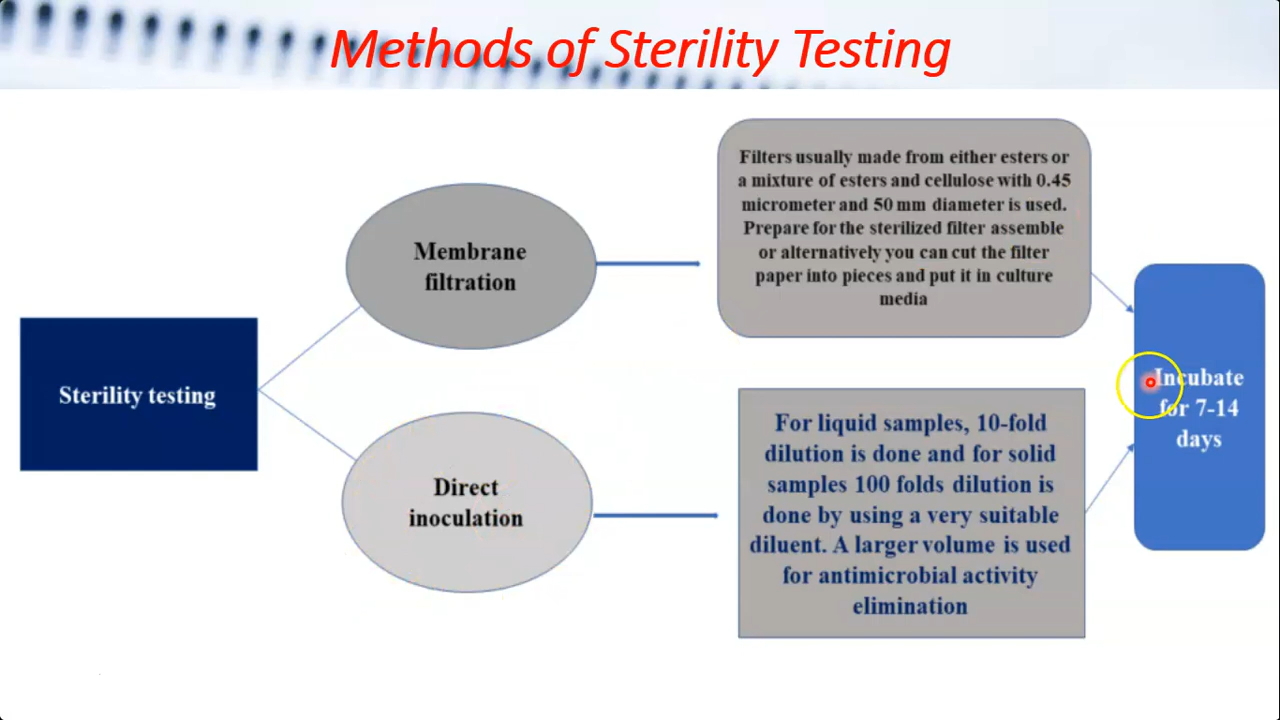 Methods of Sterility Testing
Filters usually made from either esters or
a mixture of esters and cellulose with 0.45
micrometer and 50 mm diameter is used.
Prepare for the sterilized filter assemble
or alternatively you can cut the filter
paper into pieces and put it in culture
media
Membrane
filtration
Sterility testing
Incubate
for 7-14
days
Direct
inoculation
For liquid samples, 10-fold
dilution is done and for solid
samples 100 folds dilution is
done by using a very suitable
diluent. A larger volume is used
for antimicrobial activity
elimination